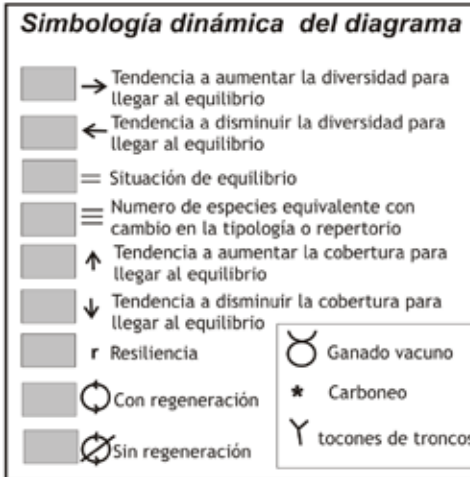 Simbología dinámica del diagrama
Tendencia a aumentar la diversidad para
llegar al equilibrio
Tendencia a disminuir la diversidad para
llegar al equilibrio
Situación de equilibrio
Numero de especies equivalente con
cambio en la tipología o repertorio
Tendencia a aumentar la cobertura para
llegar al equilibrio
Tendencia a disminuir la cobertura para
llegar al equilibrio
r Resiliencia
Con regeneración
Sin regeneración
Ganado vacuno
* Carboneo
tocones de troncos